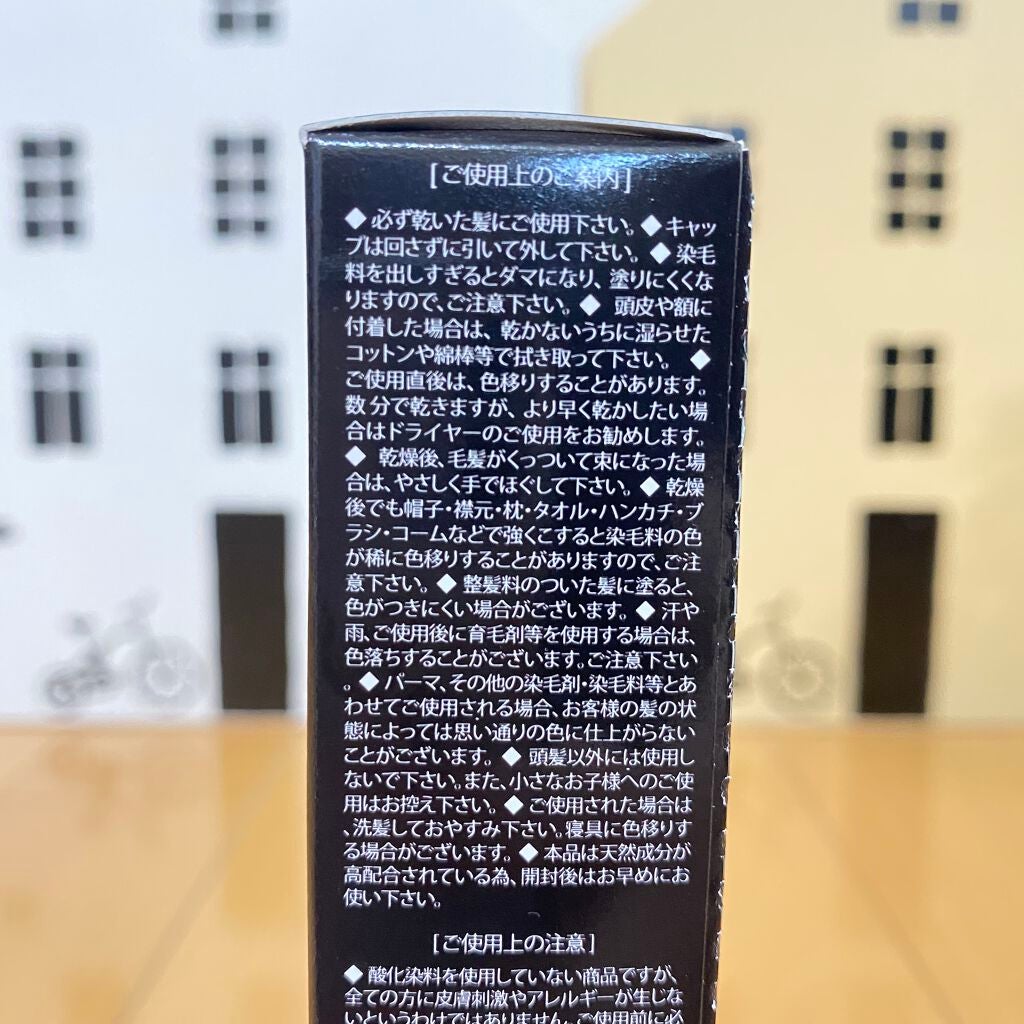 [ご使用上のご案内]
◆必ず乾いた髪にご使用下さい。◆キャッ
プは回さずに引いて外して下さい。◆染毛
料を出しすぎるとダマになり、塗りにくくな
りますので、ご注意下さい。◆ 頭皮や額に
付着した場合は、乾かないうちに湿らせた
コットンや綿棒等で拭き取って下さい。 ◆
ご使用直後は、色移りすることがあります。
数分で乾きますが、より早く乾かしたい場
合はドライヤーのご使用をお勧めします。
◆ 乾燥後、毛髪がくっついて束になった場
合は、やさしく手でほぐして下さい。◆乾燥
後でも帽子・襟元・枕・タオル・ハンカチ・ブ
ラシ・コームなどで強くこすると染毛料の色
が稀に色移りすることがありますので、ご注
意下さい。◆整髪料のついた髪に塗ると、
色がつきにくい場合がございます。◆汗や
雨、ご使用後に育毛剤等を使用する場合は、
色落ちすることがございます。ご注意下さい
。◆パーマ、その他の染毛剤・染毛料等とあ
わせてご使用される場合、お客様の髪の状
態によっては思い通りの色に仕上がらない
ことがございます。◆頭髪以外には使用し
ないで下さい。また、小さなお子様へのご使
用はお控え下さい。◆ご使用された場合は
、洗髪しておやすみ下さい。寝具に色移りす
る場合がございます。◆本品は天然成分が
高配合されている為、開封後はお早めにお
使い下さい。
[ご使用上の注意]
◆酸化染料を使用していない商品ですが、
全ての方に皮膚刺激やアレルギーが生じな
いというわけではありません。ご使用前に必